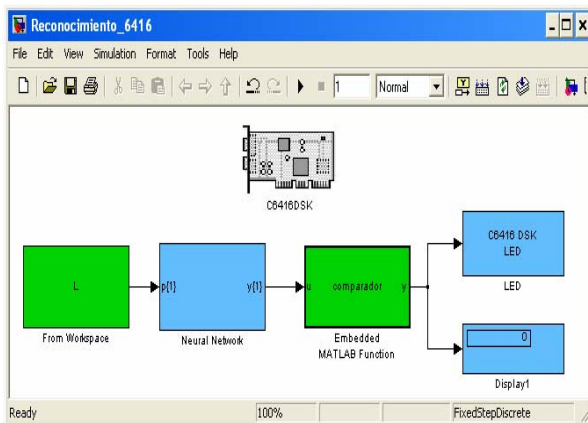 Reconocimiento_6416
File Edit View Simulation Format Tools Help
1
Normal
C6416DSK
L
From Workspace
p{1} y{1}
Neural Network
u comparador y
Embedded
MATLAB Function
C6416 DSK
LED
LED
0
Display1
Ready 100% FixedStepDiscrete